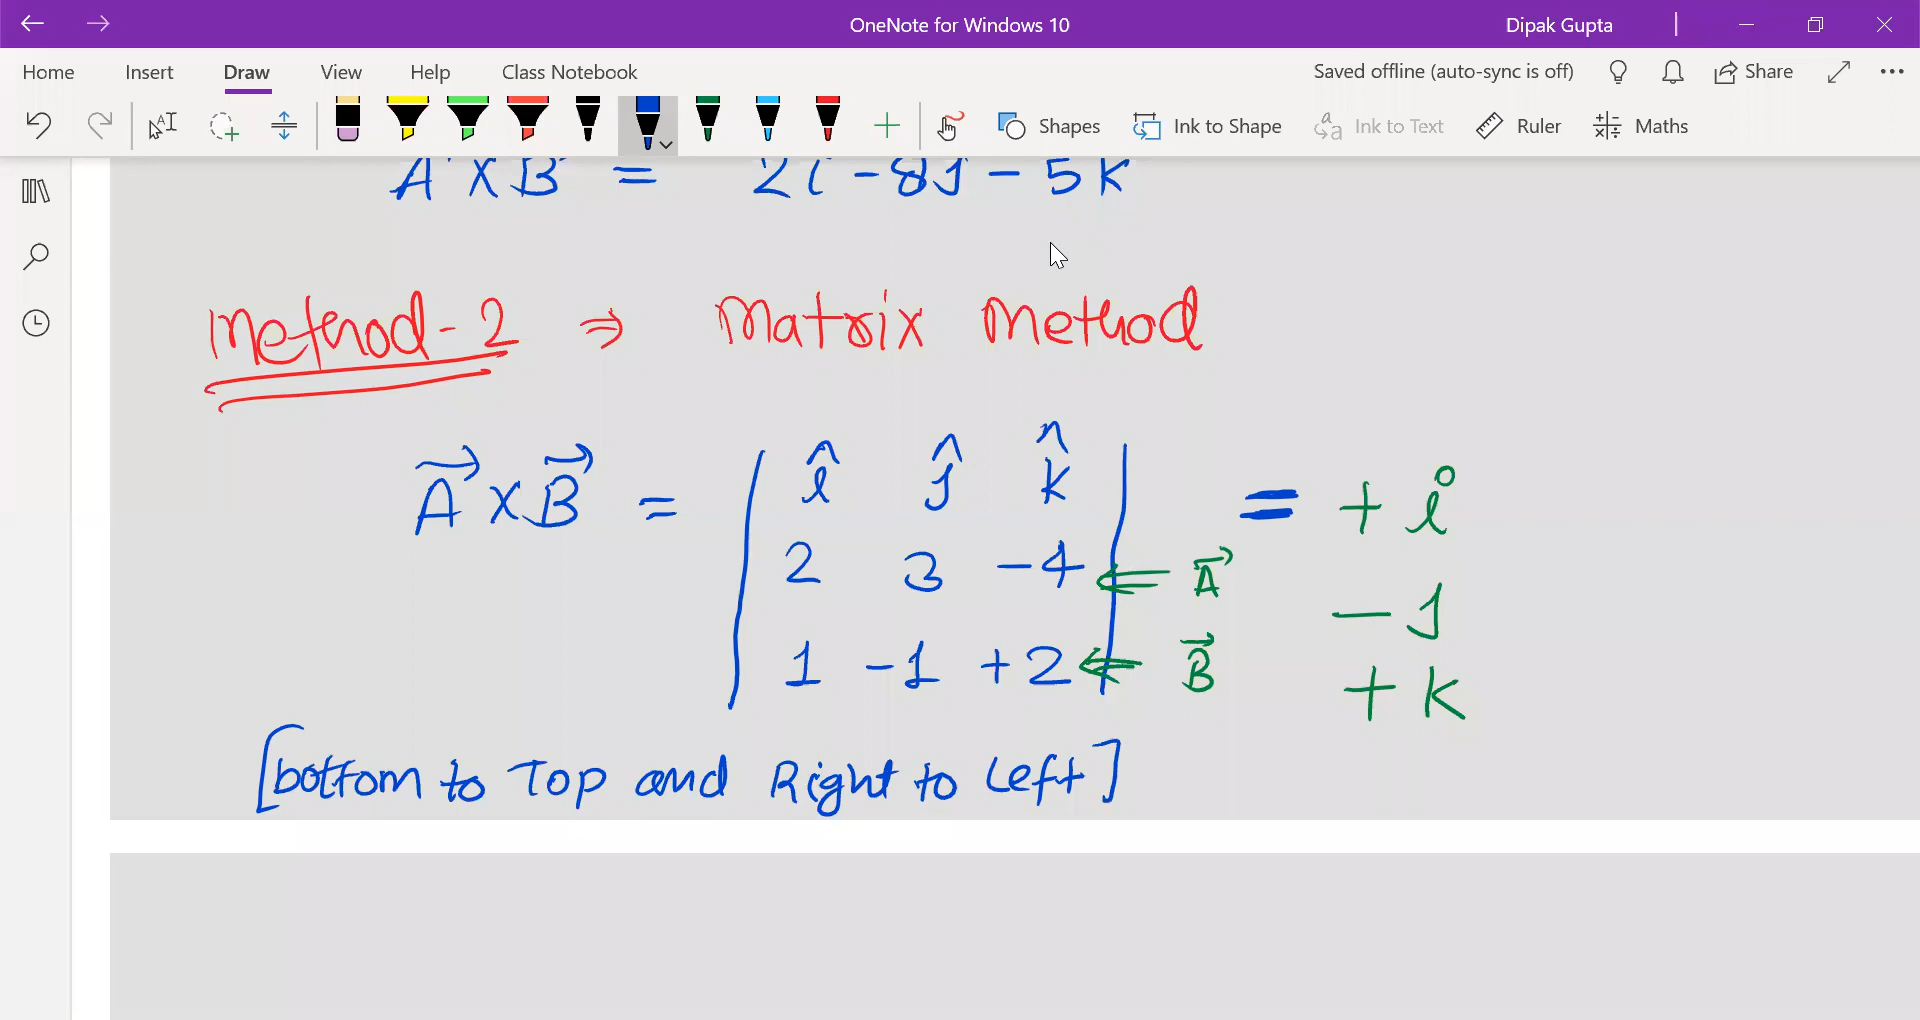 OneNote for Windows 10
Dipak Gupta
Home Insert Draw View Help Class Notebook
Saved offline (auto-sync is off) Share
Shapes Ink to Shape Ink to Text Ruler Maths
A × B = 2i - 8j - 5k
Method-2 ⇒ Matrix Method
A⃗ × B⃗ = | î ĵ k̂ | = + i
2 3 -4 ⇐ A⃗ - j
1 -1 +2 ⇐ B⃗ + k
[bottom to Top and Right to Left]